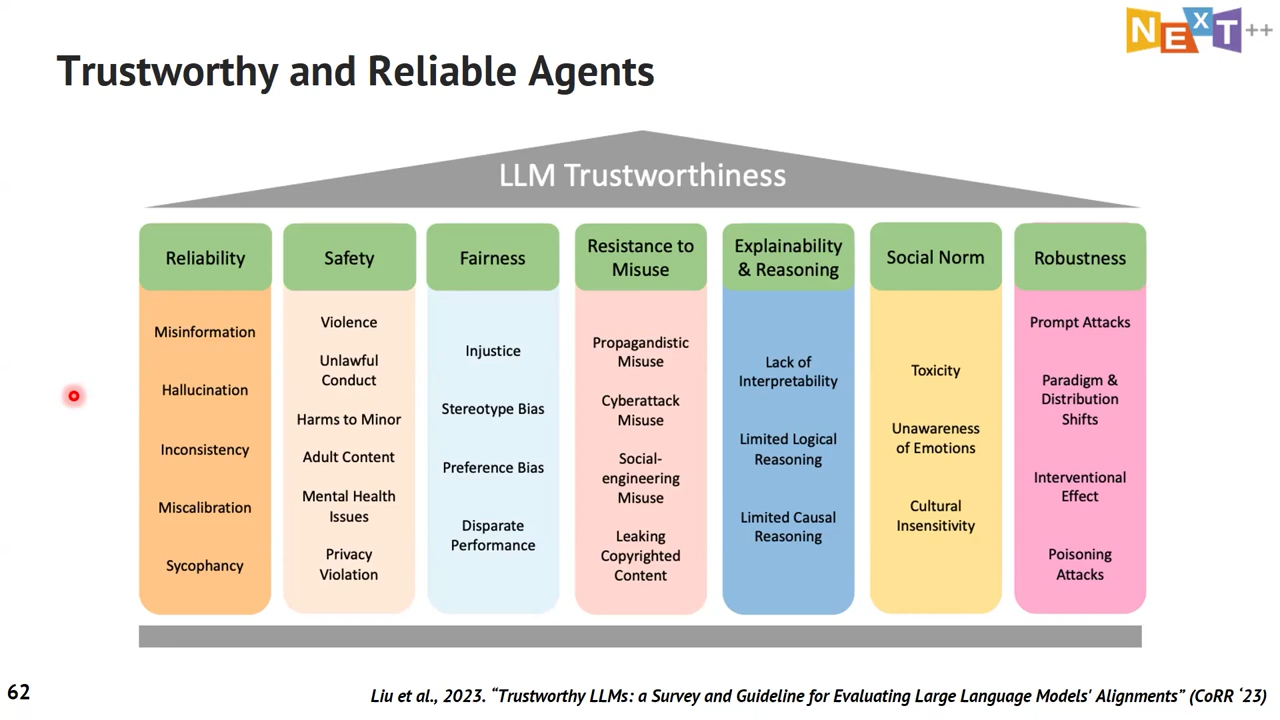 NExT++
Trustworthy and Reliable Agents
LLM Trustworthiness
Reliability
Misinformation
Hallucination
Inconsistency
Miscalibration
Sycophancy
Safety
Violence
Unlawful
Conduct
Harms to Minor
Adult Content
Mental Health
Issues
Privacy
Violation
Fairness
Injustice
Stereotype Bias
Preference Bias
Disparate
Performance
Resistance to
Misuse
Propagandistic
Misuse
Cyberattack
Misuse
Social-
engineering
Misuse
Leaking
Copyrighted
Content
Explainability
& Reasoning
Lack of
Interpretability
Limited Logical
Reasoning
Limited Causal
Reasoning
Social Norm
Toxicity
Unawareness
of Emotions
Cultural
Insensitivity
Robustness
Prompt Attacks
Paradigm &
Distribution
Shifts
Interventional
Effect
Poisoning
Attacks
62
Liu et al., 2023. “Trustworthy LLMs: a Survey and Guideline for Evaluating Large Language Models' Alignments” (CoRR ‘23)